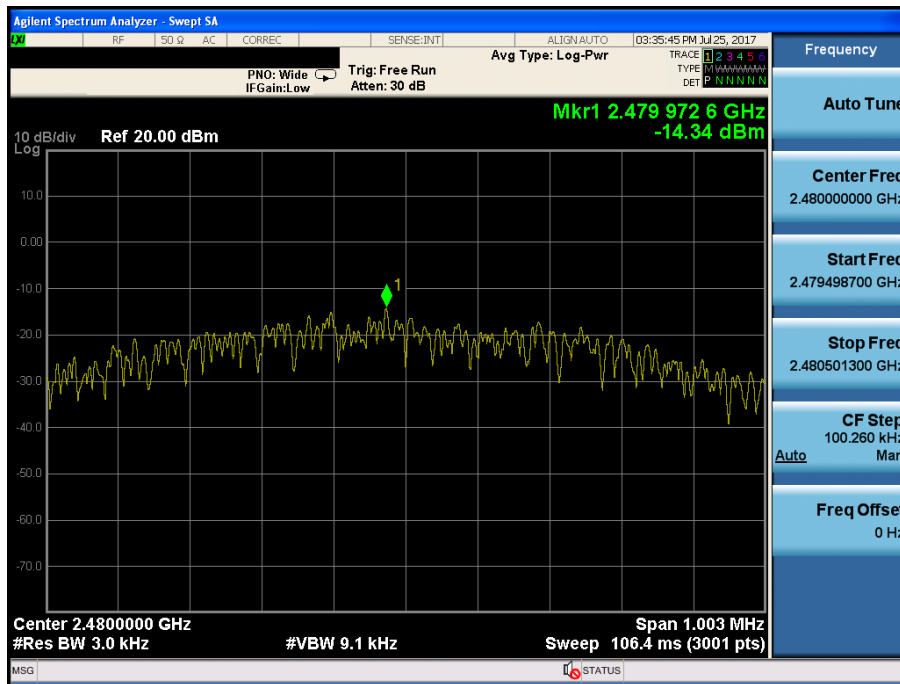 Agilent Spectrum Analyzer - Swept SA
LXI RF 50 Ω AC CORREC SENSE:INT ALIGN AUTO 03:35:45 PM Jul 25, 2017
PNO: Wide
IFGain:Low
Trig: Free Run
Atten: 30 dB
Avg Type: Log-Pwr
TRACE 1 2 3 4 5 6
TYPE M W W W W W
DET P N N N N N
Mkr1 2.479 972 6 GHz
-14.34 dBm
10 dB/div Ref 20.00 dBm
Log
10.0
0.00
-10.0
-20.0
-30.0
-40.0
-50.0
-60.0
-70.0
1
Center 2.4800000 GHz Span 1.003 MHz
#Res BW 3.0 kHz #VBW 9.1 kHz Sweep 106.4 ms (3001 pts)
MSG STATUS
Frequency
Auto Tune
Center Freq
2.480000000 GHz
Start Freq
2.479498700 GHz
Stop Freq
2.480501300 GHz
CF Step
100.260 kHz
Auto Man
Freq Offset
0 Hz